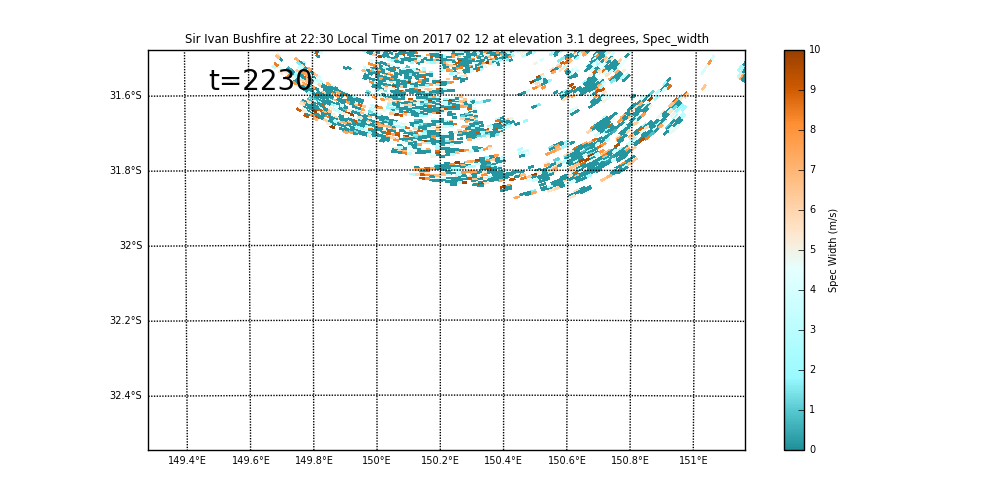 Sir Ivan Bushfire at 22:30 Local Time on 2017 02 12 at elevation 3.1 degrees, Spec_width
t=2230
31.6°S
31.8°S
32°S
32.2°S
32.4°S
149.4°E 149.6°E 149.8°E 150°E 150.2°E 150.4°E 150.6°E 150.8°E 151°E
10
9
8
7
6
5
4
3
2
1
0
Spec Width (m/s)